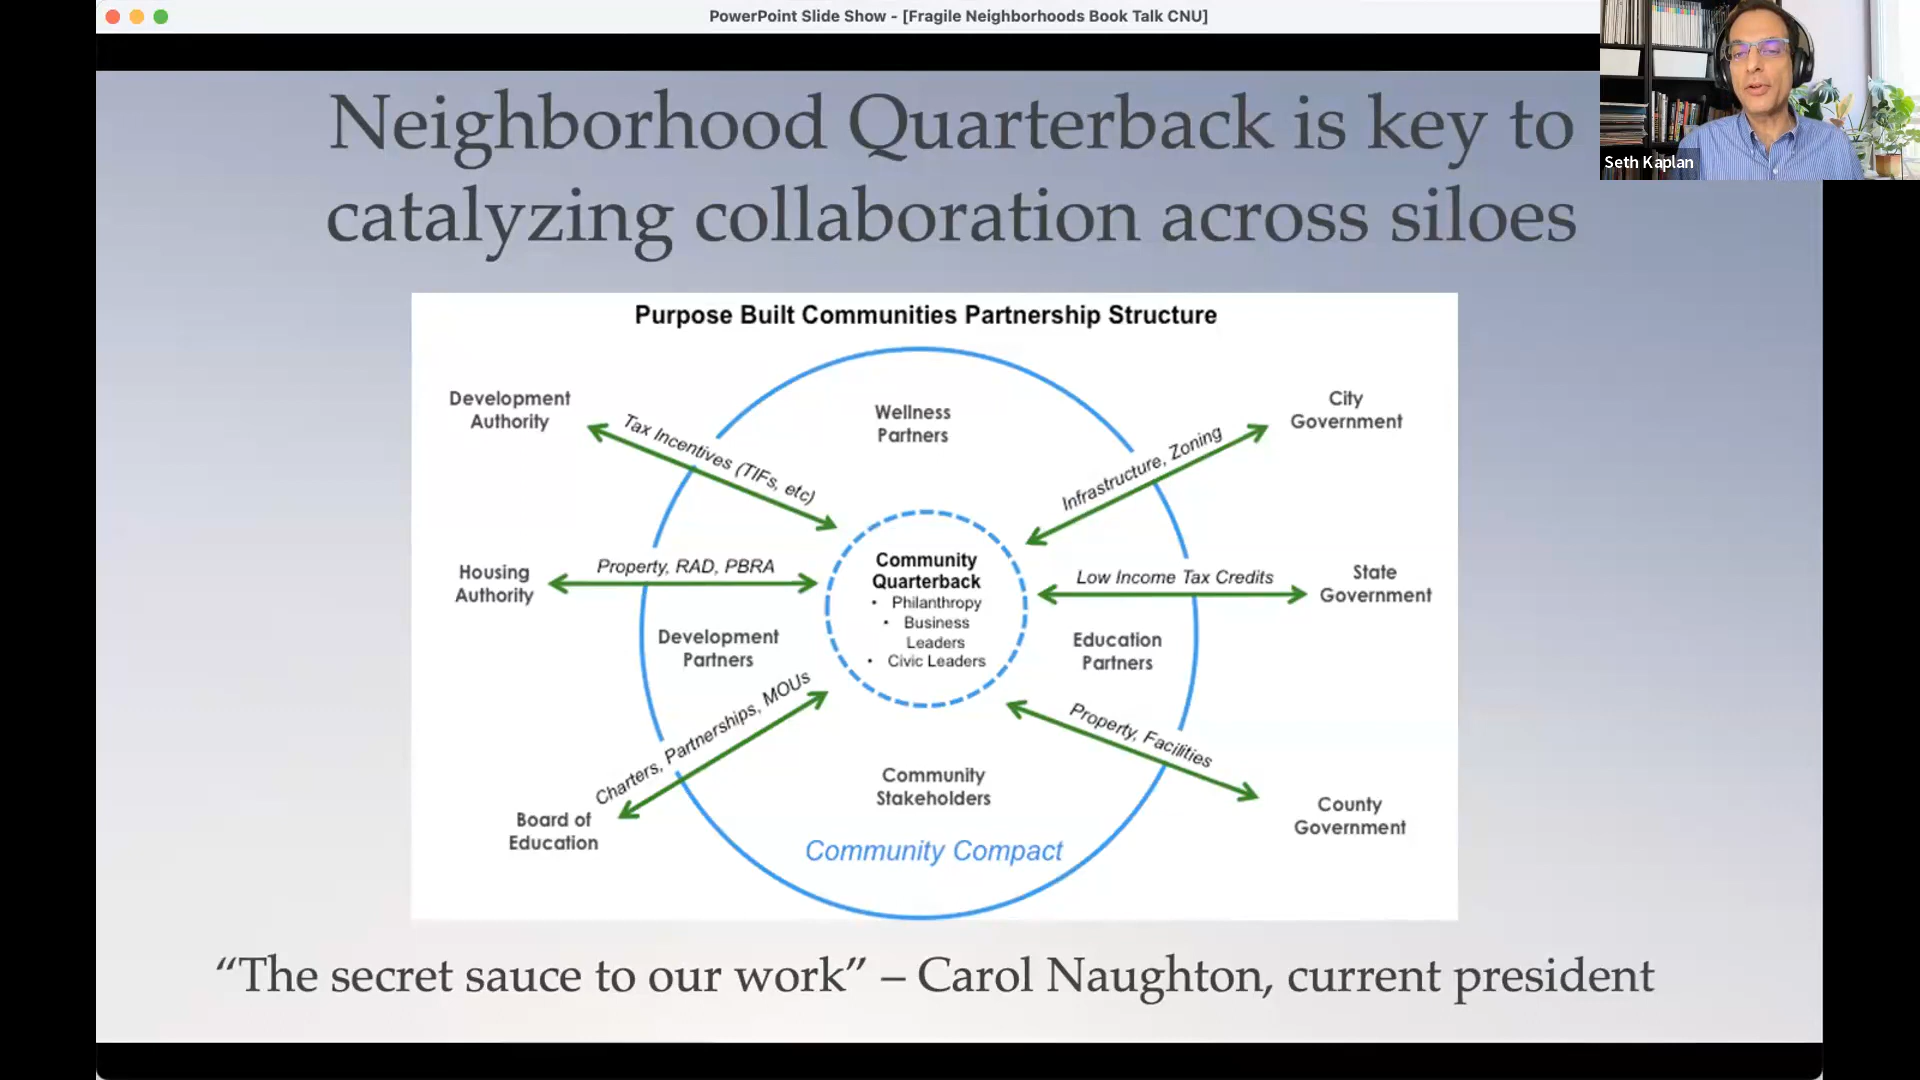 PowerPoint Slide Show - [Fragile Neighborhoods Book Talk CNU]
Seth Kaplan
Neighborhood Quarterback is key to
catalyzing collaboration across siloes
Purpose Built Communities Partnership Structure
Development
Authority
Tax Incentives (TIFs, etc)
Wellness
Partners
Infrastructure, Zoning
City
Government
Housing
Authority
Property, RAD, PBRA
Community
Quarterback
• Philanthropy
• Business
Leaders
• Civic Leaders
Low Income Tax Credits
State
Government
Development
Partners
Education
Partners
Charters, Partnerships, MOUs
Board of
Education
Community
Stakeholders
Property, Facilities
County
Government
Community Compact
“The secret sauce to our work” – Carol Naughton, current president